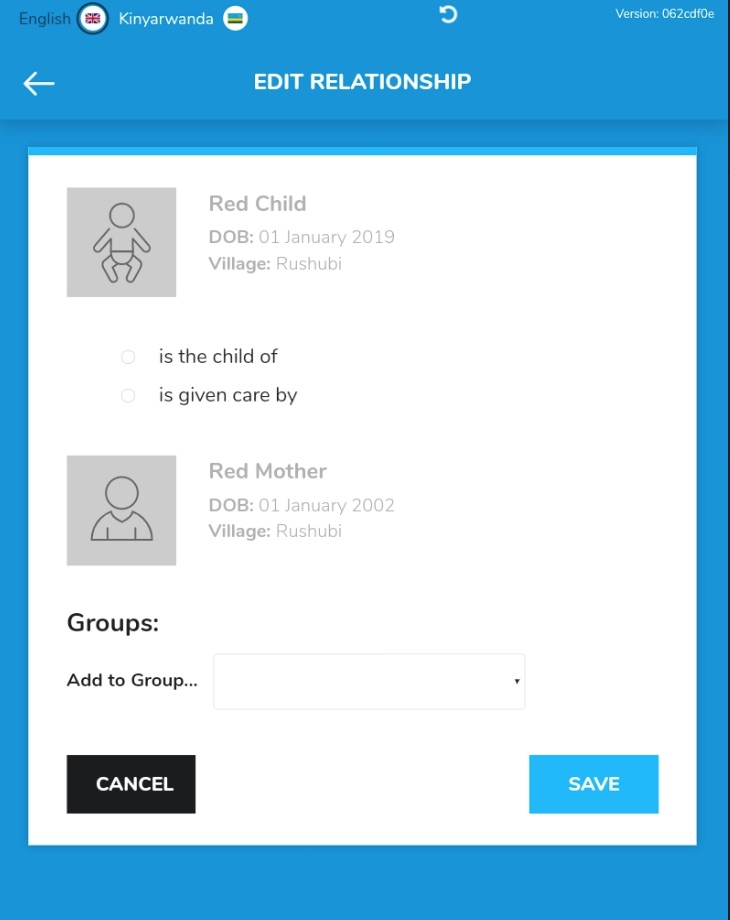 English Kinyarwanda Version: 062cdf0e
EDIT RELATIONSHIP
Red Child
DOB: 01 January 2019
Village: Rushubi
is the child of
is given care by
Red Mother
DOB: 01 January 2002
Village: Rushubi
Groups:
Add to Group...
CANCEL SAVE